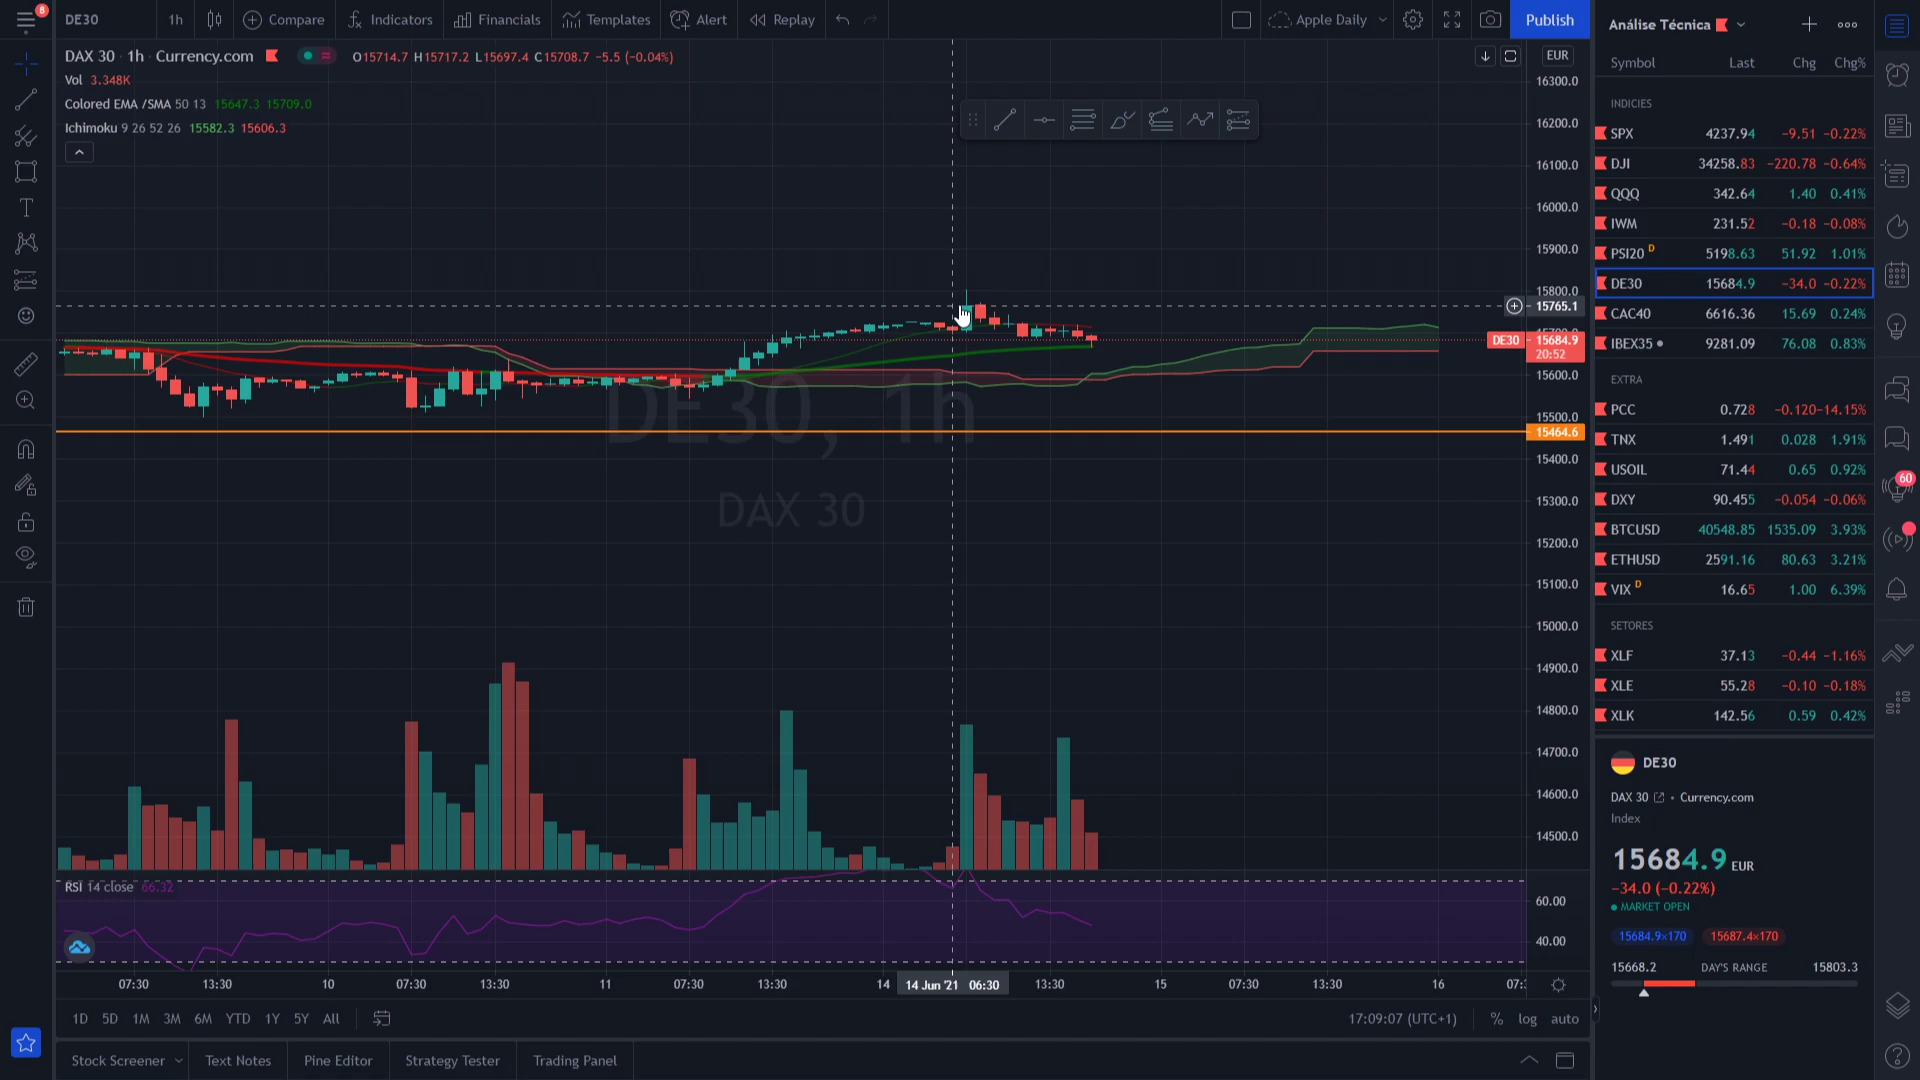 8
DE30
1h
Compare
Indicators
Financials
Templates
Alert
Replay
Apple Daily
Publish
Análise Técnica
DAX 30 · 1h · Currency.com
O15714.7 H15717.2 L15697.4 C15708.7 −5.5 (−0.04%)
EUR
Vol 3.348K
Colored EMA /SMA 50 13 15647.3 15709.0
Ichimoku 9 26 52 26 15582.3 15606.3
16300.0
16200.0
16100.0
16000.0
15900.0
15800.0
15765.1
15700.0
DE30 15684.9
20:52
15600.0
15500.0
15464.6
15400.0
15300.0
15200.0
15100.0
15000.0
14900.0
14800.0
14700.0
14600.0
14500.0
DE30, 1h
DAX 30
RSI 14 close 66.32
60.00
40.00
07:30 13:30 10 07:30 13:30 11 07:30 13:30 14 14 Jun '21 06:30 13:30 15 07:30 13:30 16 07:3
1D 5D 1M 3M 6M YTD 1Y 5Y All
17:09:07 (UTC+1) % log auto
Stock Screener
Text Notes
Pine Editor
Strategy Tester
Trading Panel
Symbol Last Chg Chg%
INDICIES
SPX 4237.94 −9.51 −0.22%
DJI 34258.83 −220.78 −0.64%
QQQ 342.64 1.40 0.41%
IWM 231.52 −0.18 −0.08%
PSI20 D 5198.63 51.92 1.01%
DE30 15684.9 −34.0 −0.22%
CAC40 6616.36 15.69 0.24%
IBEX35 9281.09 76.08 0.83%
EXTRA
PCC 0.728 −0.120 −14.15%
TNX 1.491 0.028 1.91%
USOIL 71.44 0.65 0.92%
DXY 90.455 −0.054 −0.06%
BTCUSD 40548.85 1535.09 3.93%
ETHUSD 2591.16 80.63 3.21%
VIX D 16.65 1.00 6.39%
SETORES
XLF 37.13 −0.44 −1.16%
XLE 55.28 −0.10 −0.18%
XLK 142.56 0.59 0.42%
DE30
DAX 30 • Currency.com
Index
15684.9 EUR
−34.0 (−0.22%)
MARKET OPEN
15684.9×170 15687.4×170
15668.2 DAY'S RANGE 15803.3
60